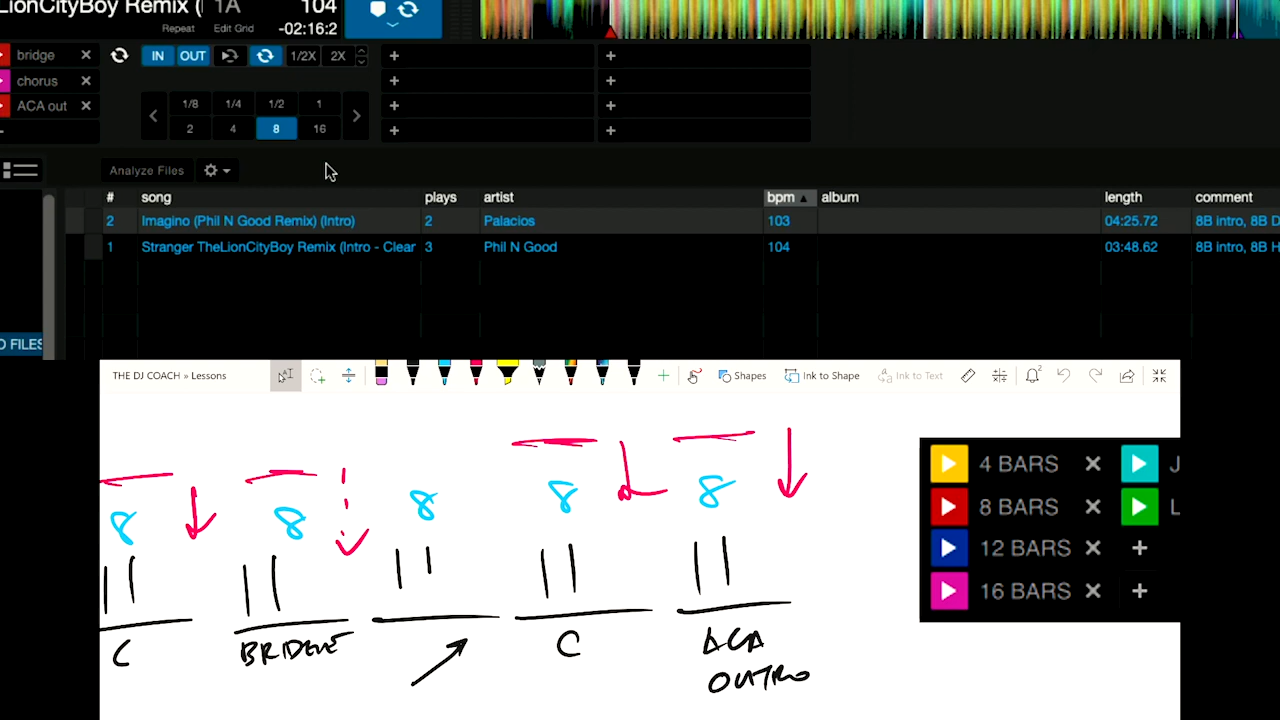 LionCityBoy Remix ( 1A 104
Repeat Edit Grid -02:16:2
bridge IN OUT 1/2X 2X
chorus
ACA out
1/8 1/4 1/2 1
2 4 8 16
Analyze Files
# song plays artist bpm album length comment
2 Imagino (Phil N Good Remix) (Intro) 2 Palacios 103 04:25.72 8B intro, 8B D
1 Stranger TheLionCityBoy Remix (Intro - Clear 3 Phil N Good 104 03:48.62 8B intro, 8B H
FILES
THE DJ COACH » Lessons Shapes Ink to Shape Ink to Text 2
8 8 8 8 8
C BRIDGE C ACA
OUTRO
4 BARS J
8 BARS L
12 BARS
16 BARS